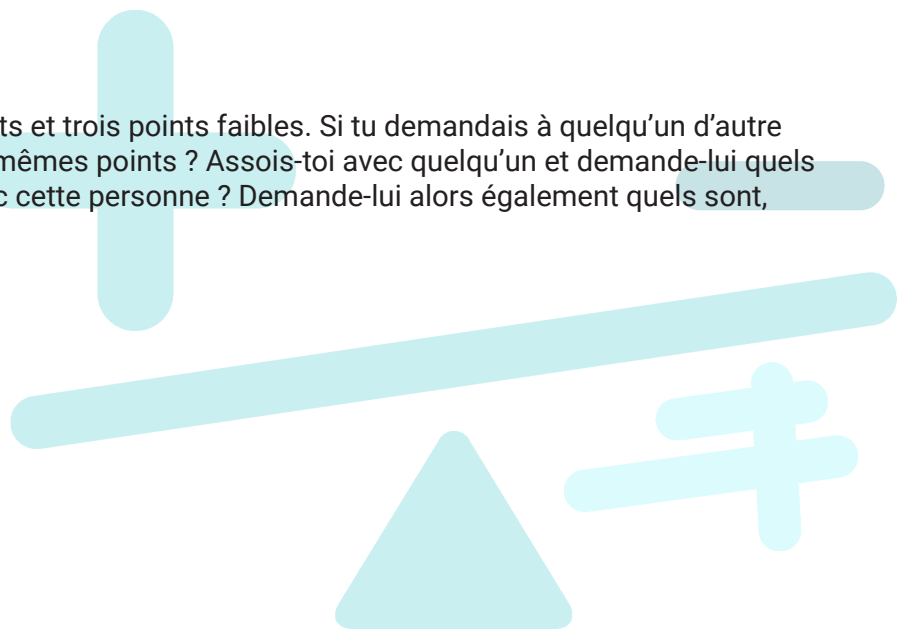 ts et trois points faibles. Si tu demandais à quelqu’un d’autre
mêmes points ? Assois-toi avec quelqu’un et demande-lui quels
c cette personne ? Demande-lui alors également quels sont,